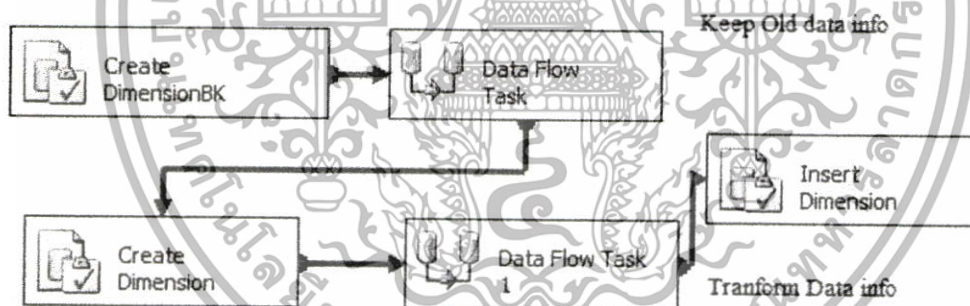 Keep Old data info
Create
DimensionBK
Data Flow
Task
Insert
Dimension
Create
Dimension
Data Flow Task
1
Tranform Data info